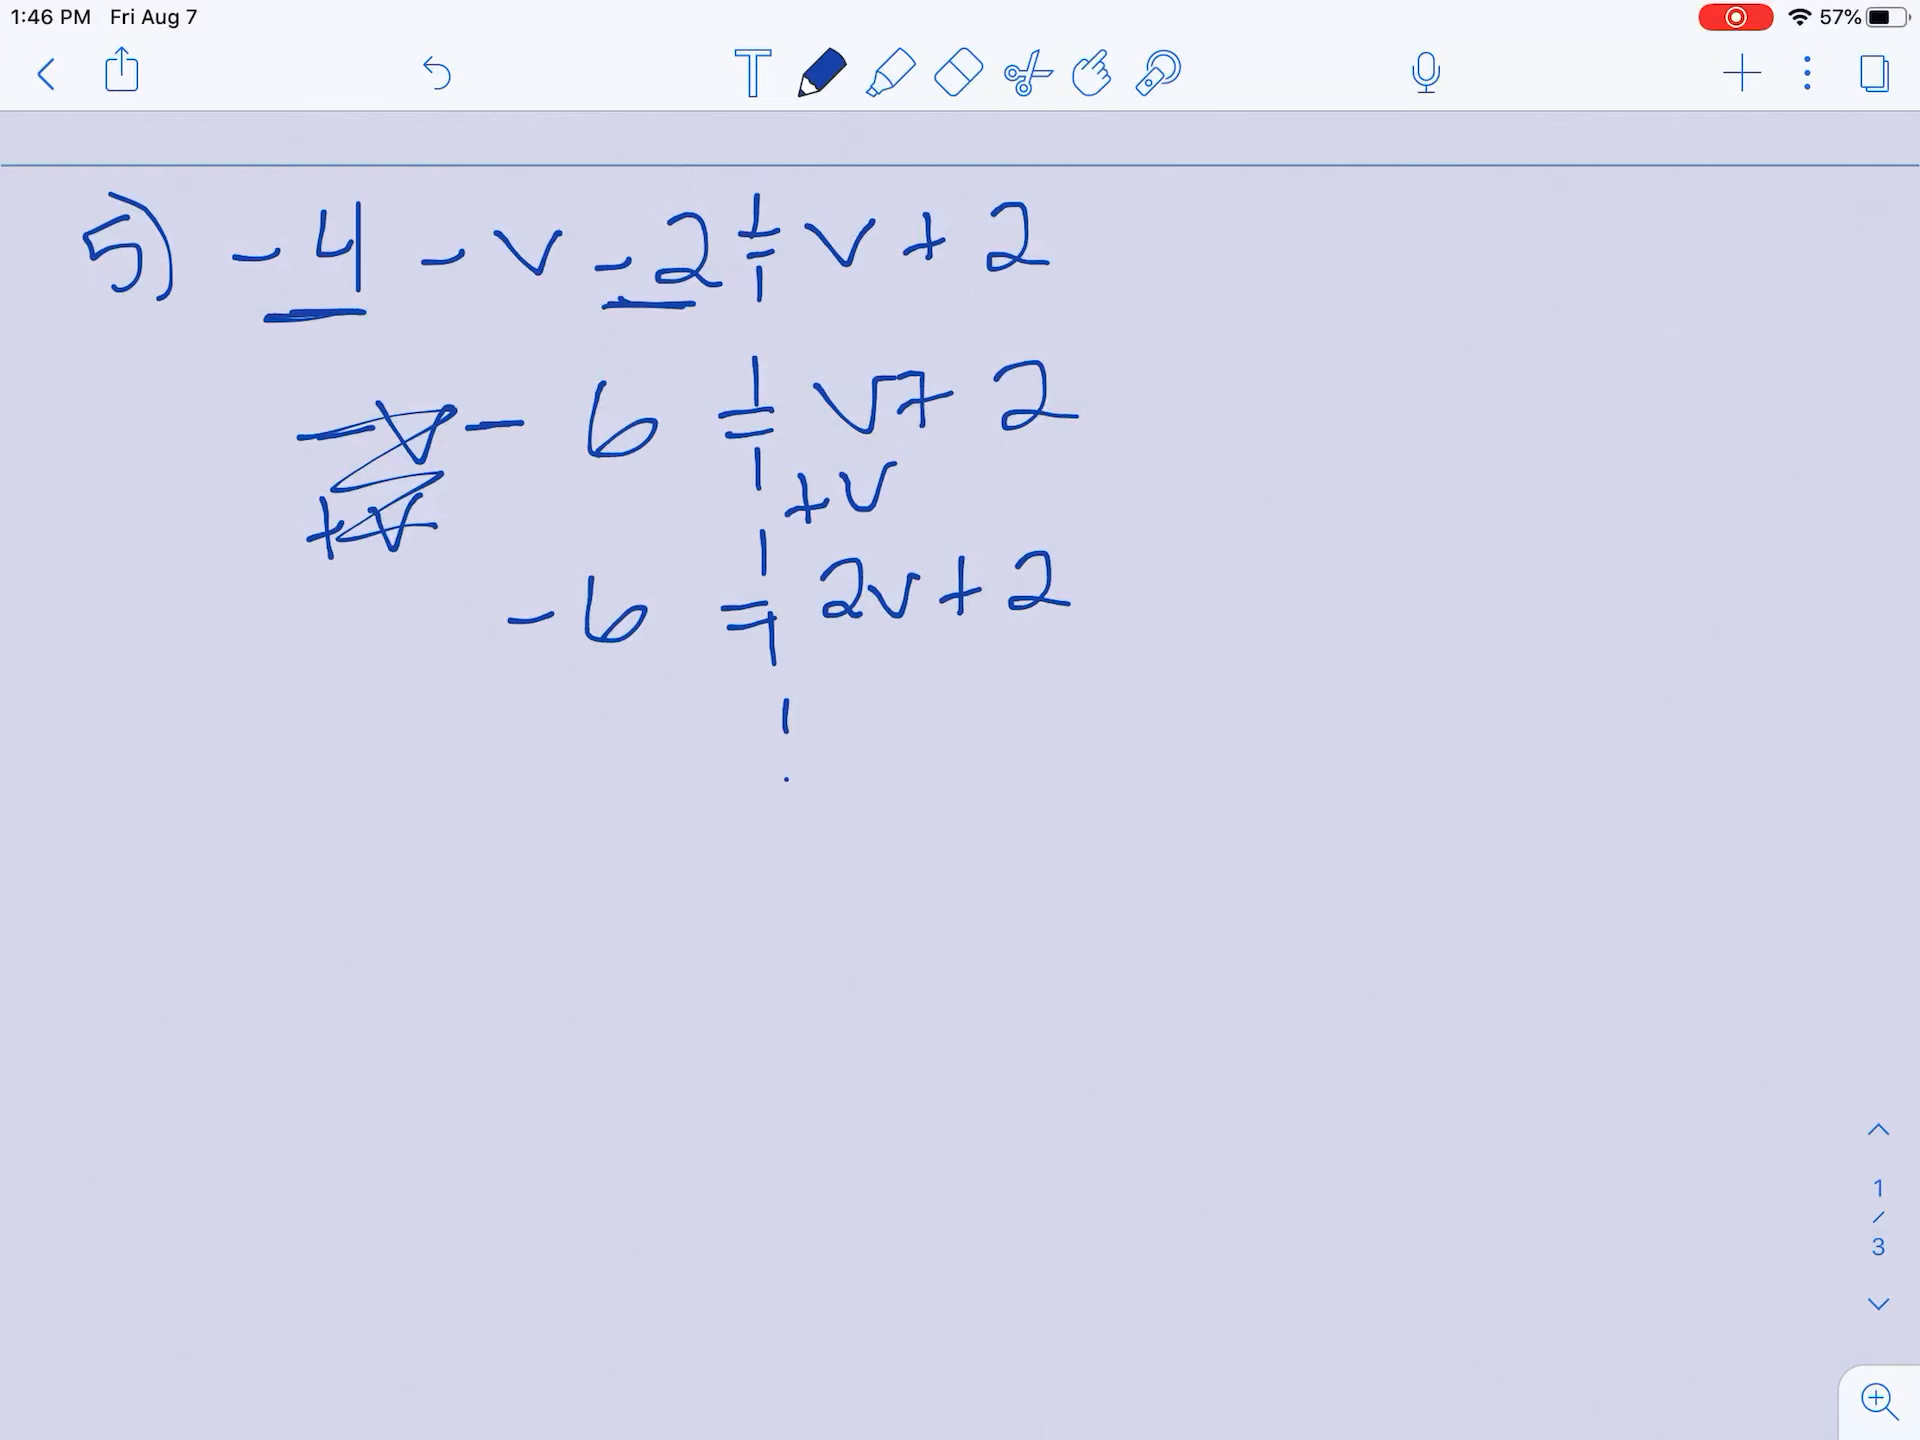 1:46 PM Fri Aug 7 57%
T
5) -4 - v -2 = v + 2
-v - 6 = v + 2
+v +v
-6 = 2v + 2
1
/
3